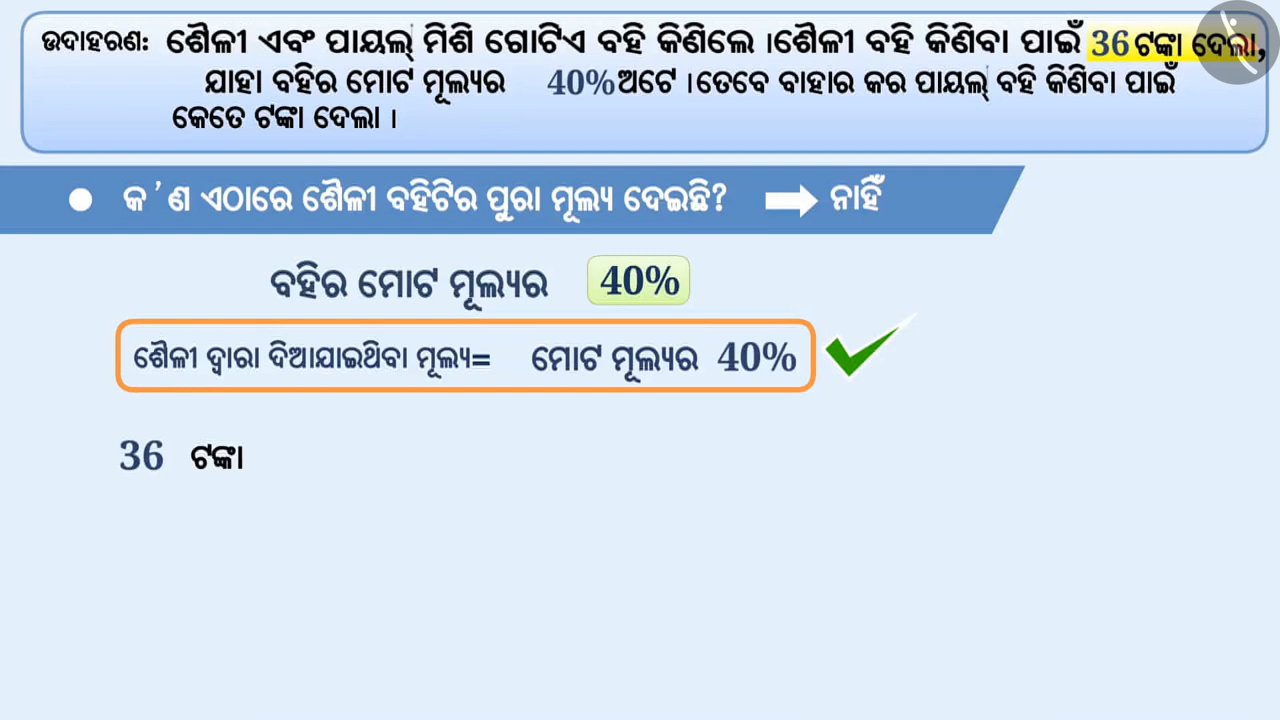 ଉଦାହରଣ: ଶୈଳୀ ଏବଂ ପାୟଲ୍ ମିଶି ଗୋଟିଏ ବହି କିଣିଲେ ।ଶୈଳୀ ବହି କିଣିବା ପାଇଁ 36 ଟଙ୍କା ଦେଲା,
ଯାହା ବହିର ମୋଟ ମୂଲ୍ୟର 40% ଅଟେ ।ତେବେ ବାହାର କର ପାୟଲ୍ ବହି କିଣିବା ପାଇଁ
କେତେ ଟଙ୍କା ଦେଲା ।
କ'ଣ ଏଠାରେ ଶୈଳୀ ବହିଟିର ପୁରା ମୂଲ୍ୟ ଦେଇଛି? ନାହିଁ
ବହିର ମୋଟ ମୂଲ୍ୟର 40%
ଶୈଳୀ ଦ୍ୱାରା ଦିଆଯାଇଥିବା ମୂଲ୍ୟ= ମୋଟ ମୂଲ୍ୟର 40%
36 ଟଙ୍କା